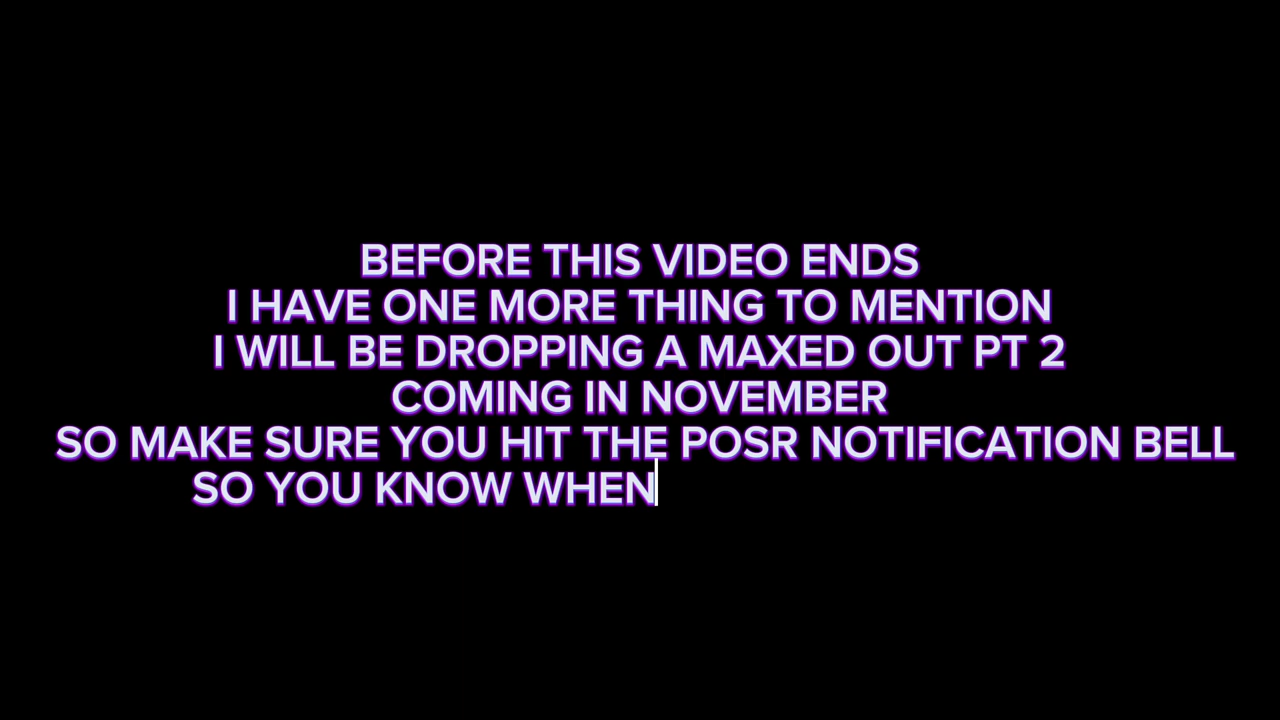 BEFORE THIS VIDEO ENDS
I HAVE ONE MORE THING TO MENTION
I WILL BE DROPPING A MAXED OUT PT 2
COMING IN NOVEMBER
SO MAKE SURE YOU HIT THE POSR NOTIFICATION BELL
SO YOU KNOW WHEN